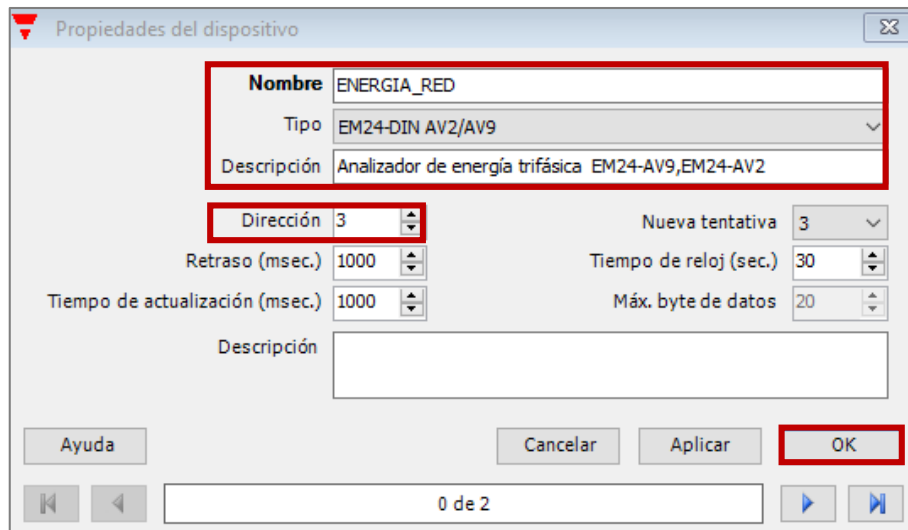 Propiedades del dispositivo
Nombre ENERGIA_RED
Tipo EM24-DIN AV2/AV9
Descripción Analizador de energía trifásica EM24-AV9,EM24-AV2
Dirección 3 Nueva tentativa 3
Retraso (msec.) 1000 Tiempo de reloj (sec.) 30
Tiempo de actualización (msec.) 1000 Máx. byte de datos 20
Descripción
Ayuda Cancelar Aplicar OK
0 de 2